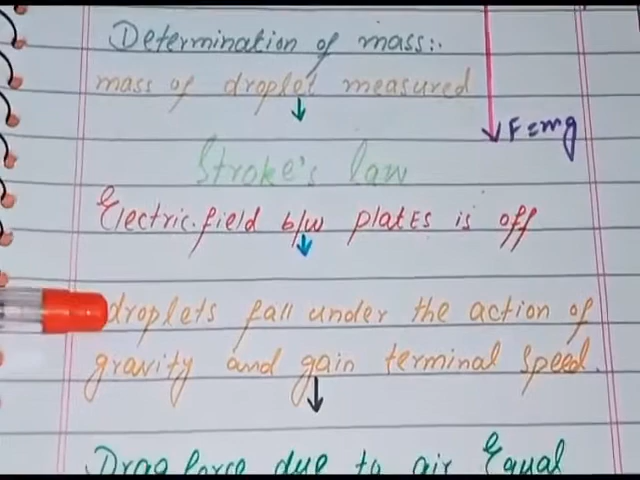 Determination of mass:.
mass of droplet measured
F=mg
Stroke's law
Electric.field b/w plates is off
droplets fall under the action of
gravity and gain terminal speed.
Drag force due to air Equal